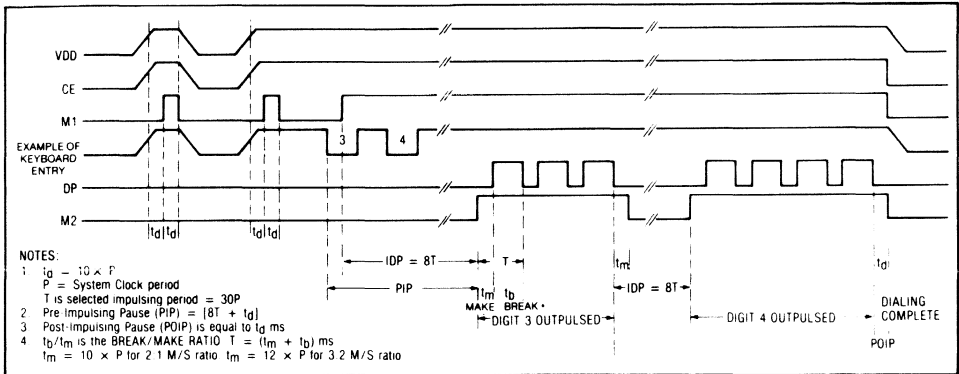 VDD
CE
M1
EXAMPLE OF
KEYBOARD
ENTRY
3
4
DP
M2
td td
td td
IDP = 8T
T
PIP
tm tb
MAKE BREAK
DIGIT 3 OUTPULSED
tm
IDP = 8T
DIGIT 4 OUTPULSED
td
DIALING
COMPLETE
POIP
NOTES:
1 td = 10 × P
P = System Clock period
T is selected impulsing period = 30P
2. Pre-Impulsing Pause (PIP) = [8T + td]
3 Post-Impulsing Pause (POIP) is equal to td ms
4 tb/tm is the BREAK/MAKE RATIO T = (tm + tb) ms
tm = 10 × P for 2.1 M/S ratio tm = 12 × P for 3.2 M/S ratio